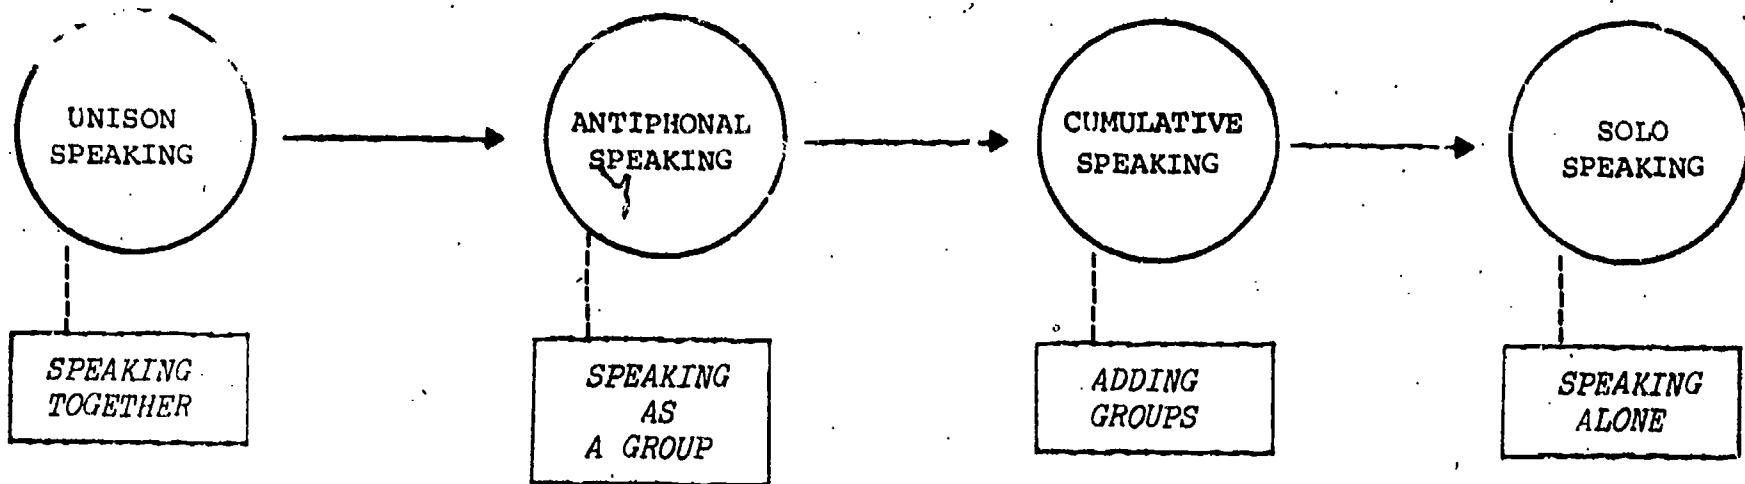 UNISON
SPEAKING
ANTIPHONAL
SPEAKING
CUMULATIVE
SPEAKING
SOLO
SPEAKING
SPEAKING
TOGETHER
SPEAKING
AS
A GROUP
ADDING
GROUPS
SPEAKING
ALONE